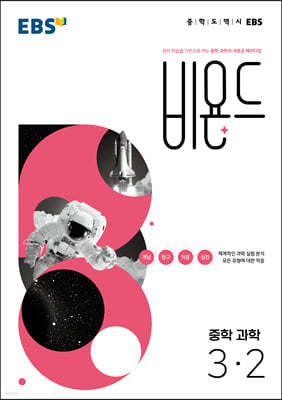 EBS
중|학|도|역|시 EBS
원리 학습을 기반으로 하는 중학 과학의 새로운 패러다임
비욘드
개념 탐구 적용 실전
체계적인 과학 실험 분석
모든 유형에 대한 적응
중학 과학
3·2